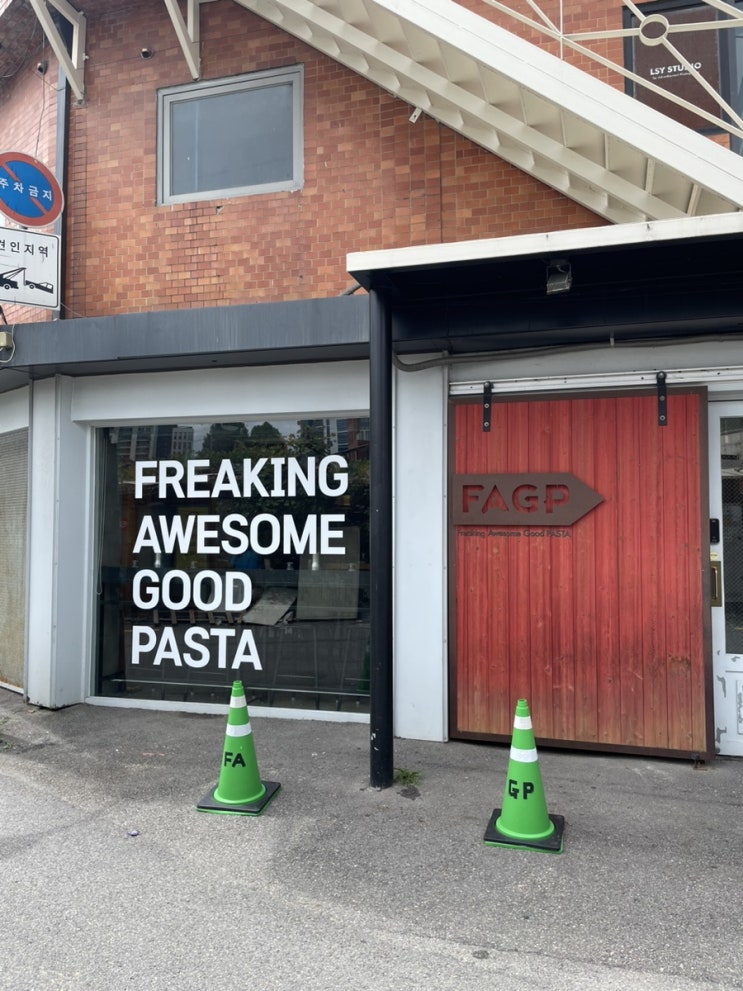 LSY STUDIO
주차금지
견인지역
FREAKING
AWESOME
GOOD
PASTA
FAGP
Freaking Awesome Good PASTA
FA
GP